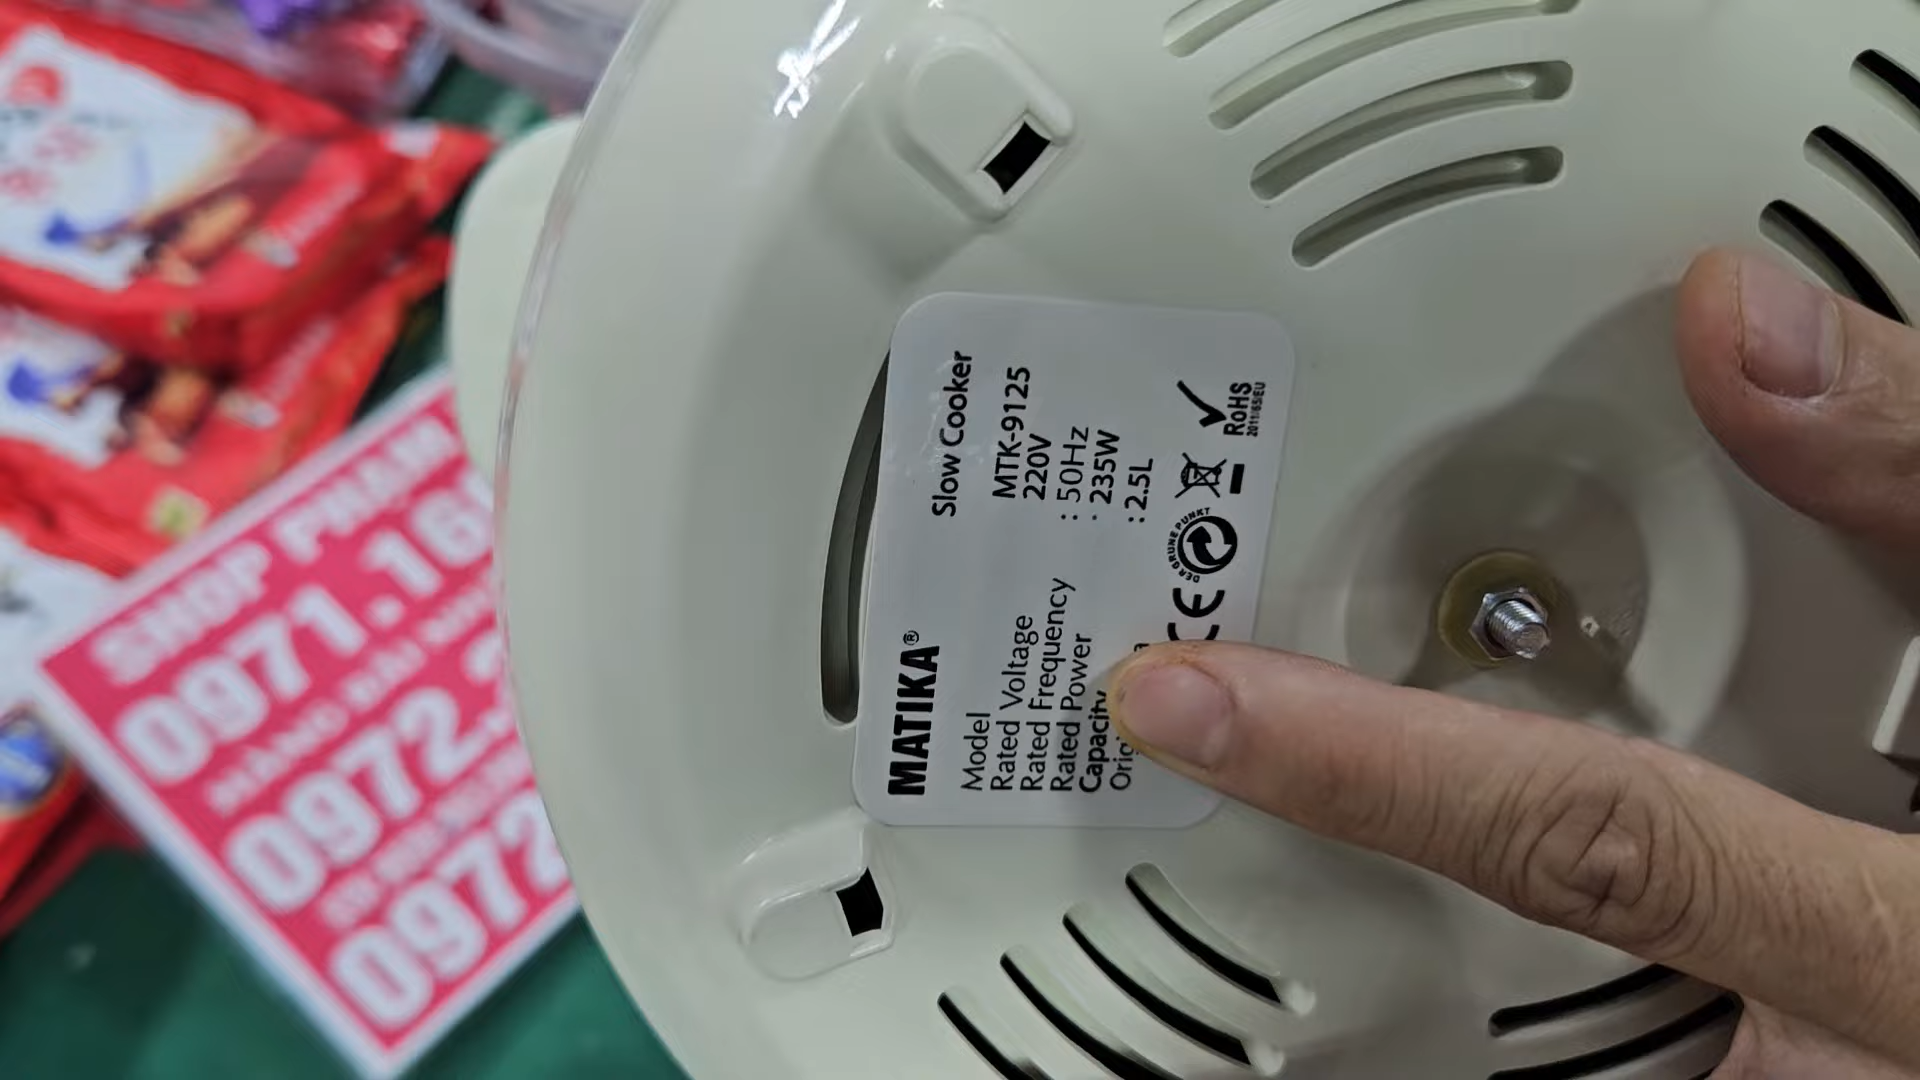 MATIKA®
Slow Cooker
Model MTK-9125
Rated Voltage 220V
Rated Frequency : 50Hz
Rated Power : 235W
Capacity : 2.5L
CE
DER GRÜNE PUNKT
RoHS
2011/65/EU
SHOP PHAM
0971.16
0972.
0972